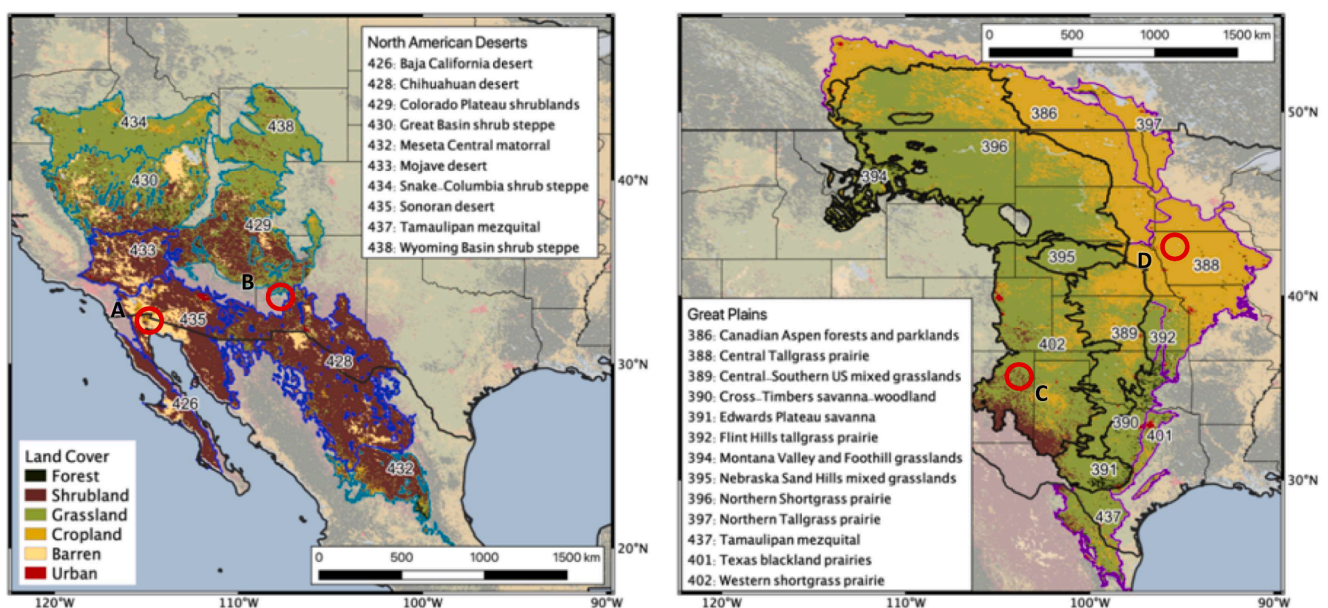 North American Deserts
426: Baja California desert
428: Chihuahuan desert
429: Colorado Plateau shrublands
430: Great Basin shrub steppe
432: Meseta Central matorral
433: Mojave desert
434: Snake-Columbia shrub steppe
435: Sonoran desert
437: Tamaulipan mezquital
438: Wyoming Basin shrub steppe
434
438
430
429
433
B
A
435
428
426
432
Land Cover
Forest
Shrubland
Grassland
Cropland
Barren
Urban
0 500 1000 1500 km
40°N
30°N
20°N
120°W 110°W 100°W 90°W
0 500 1000 1500 km
386
397
396
394
395
D
388
389
392
402
C
390
401
391
437
Great Plains
386: Canadian Aspen forests and parklands
388: Central Tallgrass prairie
389: Central-Southern US mixed grasslands
390: Cross-Timbers savanna-woodland
391: Edwards Plateau savanna
392: Flint Hills tallgrass prairie
394: Montana Valley and Foothill grasslands
395: Nebraska Sand Hills mixed grasslands
396: Northern Shortgrass prairie
397: Northern Tallgrass prairie
437: Tamaulipan mezquital
401: Texas blackland prairies
402: Western shortgrass prairie
50°N
40°N
30°N
120°W 110°W 100°W 90°W